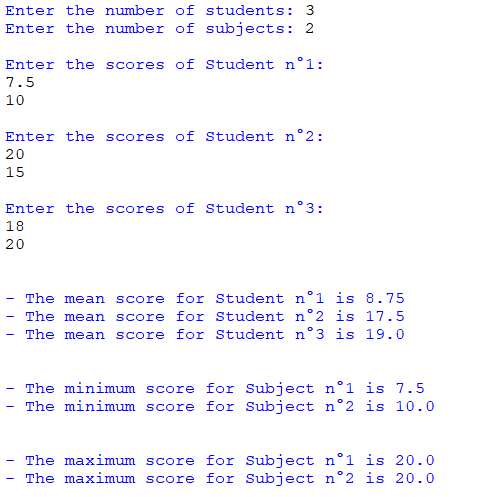 Enter the number of students: 3
Enter the number of subjects: 2
Enter the scores of Student n°1:
7.5
10
Enter the scores of Student n°2:
20
15
Enter the scores of Student n°3:
18
20
- The mean score for Student n°1 is 8.75
- The mean score for Student n°2 is 17.5
- The mean score for Student n°3 is 19.0
- The minimum score for Subject n°1 is 7.5
- The minimum score for Subject n°2 is 10.0
- The maximum score for Subject n°1 is 20.0
- The maximum score for Subject n°2 is 20.0